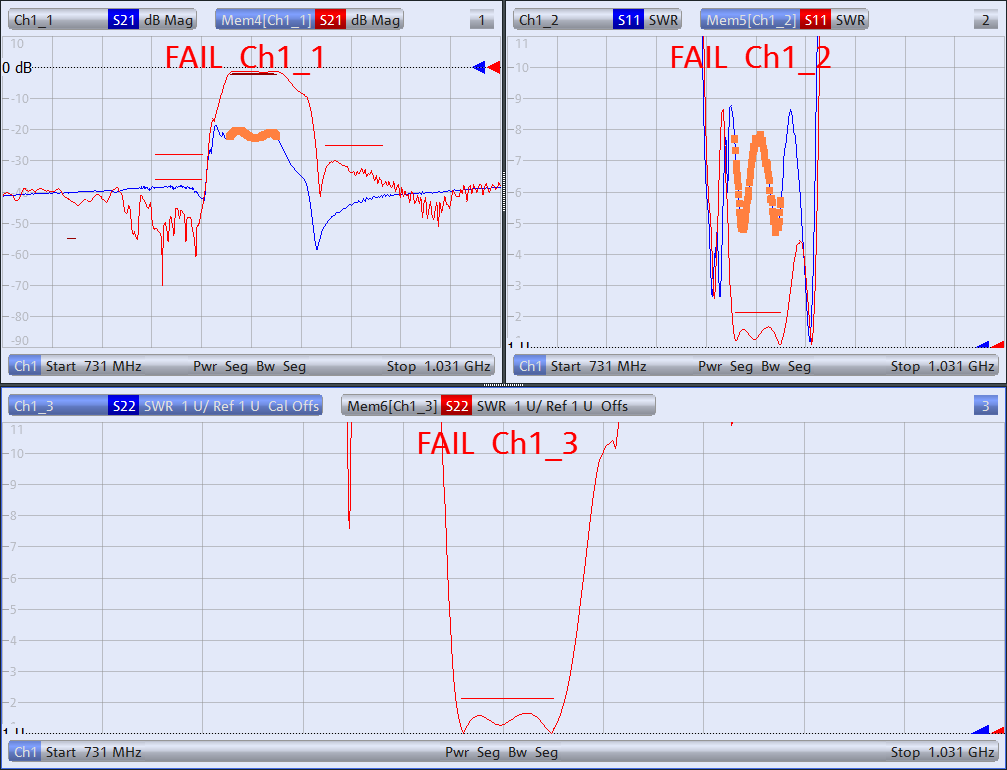 Ch1_1 S21 dB Mag Mem4[Ch1_1] S21 dB Mag 1
FAIL Ch1_1
10
0 dB
-10
-20
-30
-40
-50
-60
-70
-80
-90
Ch1 Start 731 MHz Pwr Seg Bw Seg Stop 1.031 GHz
Ch1_2 S11 SWR Mem5[Ch1_2] S11 SWR 2
FAIL Ch1_2
11
10
9
8
7
6
5
4
3
2
1 U
Ch1 Start 731 MHz Pwr Seg Bw Seg Stop 1.031 GHz
Ch1_3 S22 SWR 1 U/ Ref 1 U Cal Offs Mem6[Ch1_3] S22 SWR 1 U/ Ref 1 U Offs 3
FAIL Ch1_3
11
10
9
8
7
6
5
4
3
2
1 U
Ch1 Start 731 MHz Pwr Seg Bw Seg Stop 1.031 GHz